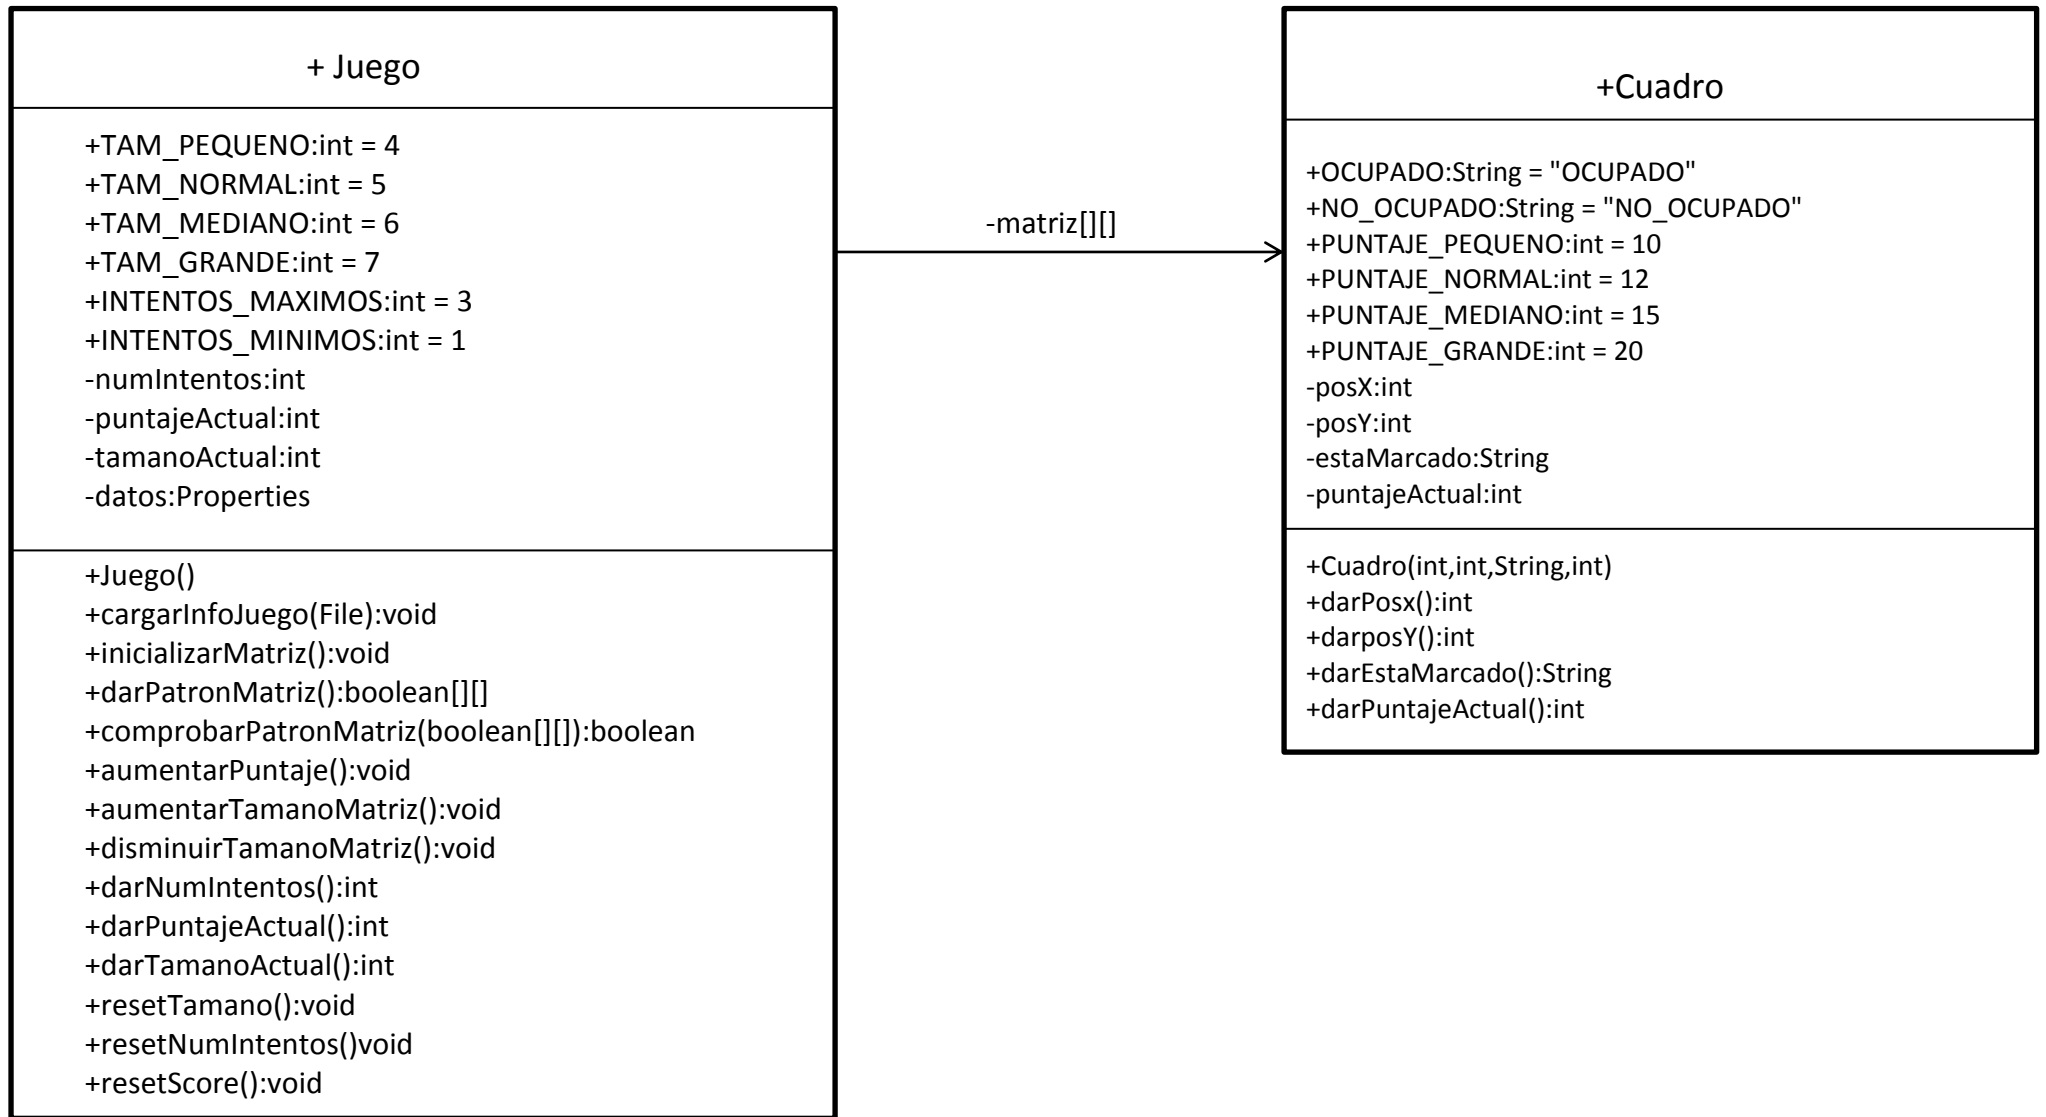 + Juego
+TAM_PEQUENO:int = 4
+TAM_NORMAL:int = 5
+TAM_MEDIANO:int = 6
+TAM_GRANDE:int = 7
+INTENTOS_MAXIMOS:int = 3
+INTENTOS_MINIMOS:int = 1
-numIntentos:int
-puntajeActual:int
-tamanoActual:int
-datos:Properties
+Juego()
+cargarInfoJuego(File):void
+inicializarMatriz():void
+darPatronMatriz():boolean[][]
+comprobarPatronMatriz(boolean[][]):boolean
+aumentarPuntaje():void
+aumentarTamanoMatriz():void
+disminuirTamanoMatriz():void
+darNumIntentos():int
+darPuntajeActual():int
+darTamanoActual():int
+resetTamano():void
+resetNumIntentos()void
+resetScore():void
-matriz[][]
+Cuadro
+OCUPADO:String = "OCUPADO"
+NO_OCUPADO:String = "NO_OCUPADO"
+PUNTAJE_PEQUENO:int = 10
+PUNTAJE_NORMAL:int = 12
+PUNTAJE_MEDIANO:int = 15
+PUNTAJE_GRANDE:int = 20
-posX:int
-posY:int
-estaMarcado:String
-puntajeActual:int
+Cuadro(int,int,String,int)
+darPosx():int
+darposY():int
+darEstaMarcado():String
+darPuntajeActual():int